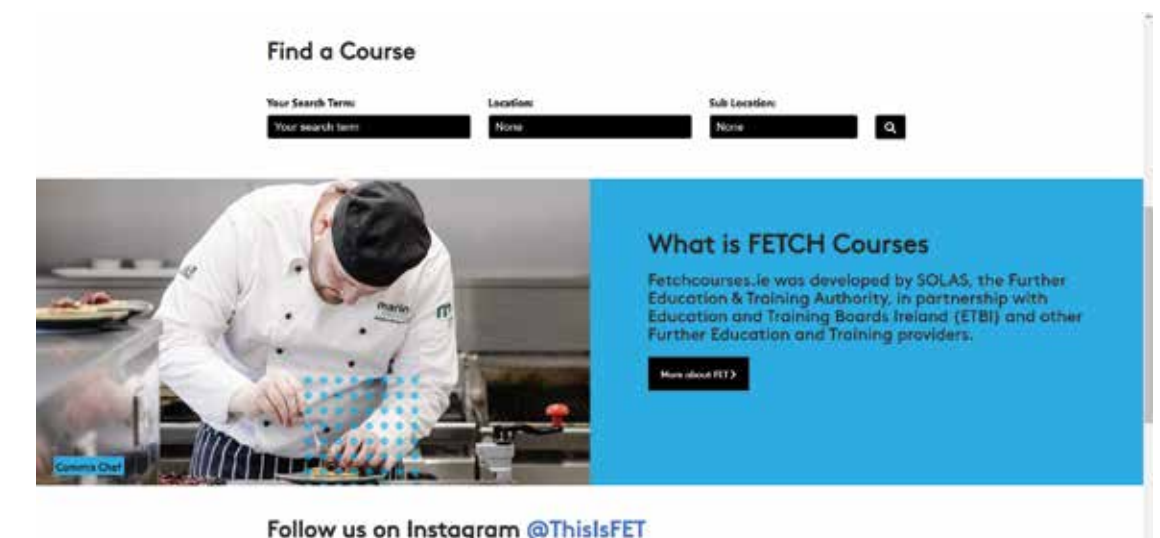 Find a Course
Your Search Term: Location: Sub Location:
Your search term None None
What is FETCH Courses
Fetchcourses.ie was developed by SOLAS, the Further
Education & Training Authority, in partnership with
Education and Training Boards Ireland (ETBI) and other
Further Education and Training providers.
marin
More about FET >
Commis Chef
Follow us on Instagram @ThisIsFET